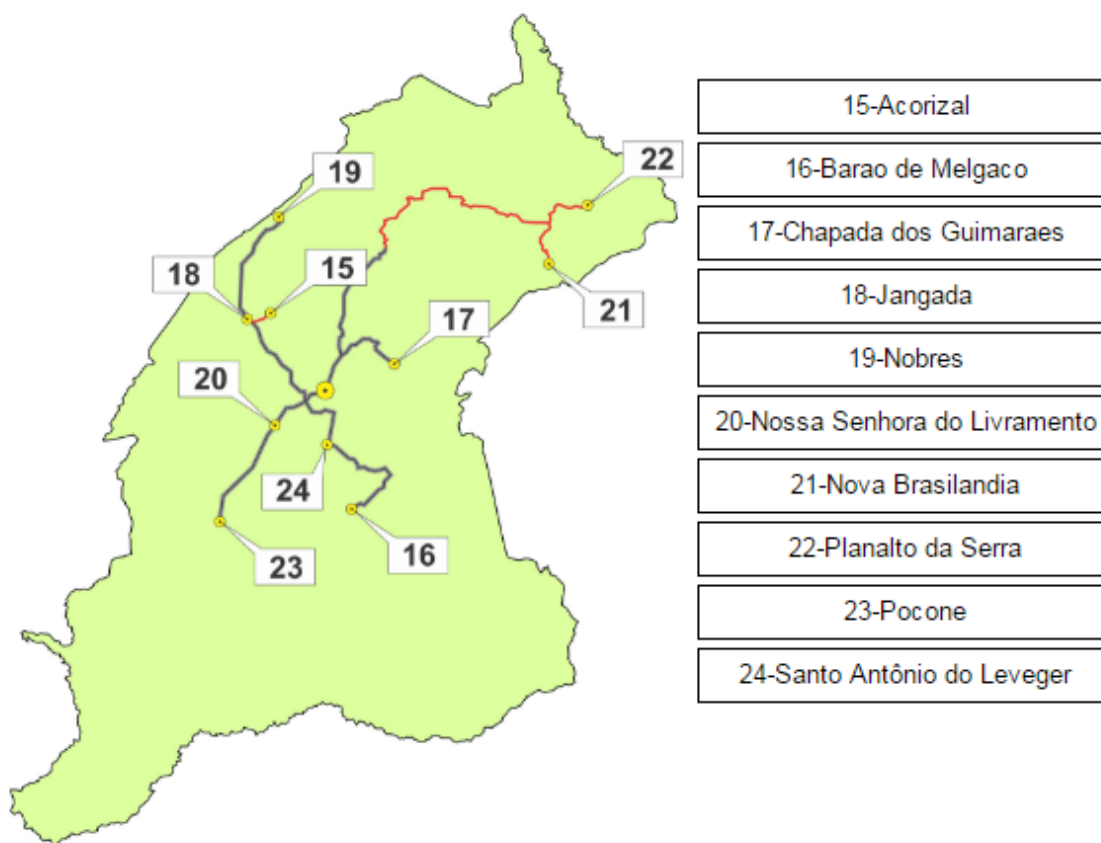 22
19
18
15
17
21
20
24
23
16
15-Acorizal
16-Barao de Melgaco
17-Chapada dos Guimaraes
18-Jangada
19-Nobres
20-Nossa Senhora do Livramento
21-Nova Brasilandia
22-Planalto da Serra
23-Pocone
24-Santo Antônio do Leveger